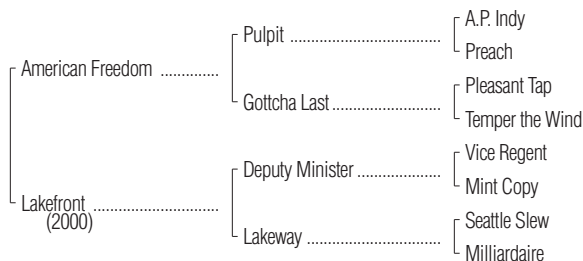 A.P. Indy
Pulpit
Preach
American Freedom
Pleasant Tap
Gottcha Last
Temper the Wind
Vice Regent
Deputy Minister
Mint Copy
Lakefront
(2000)
Seattle Slew
Lakeway
Milliardaire